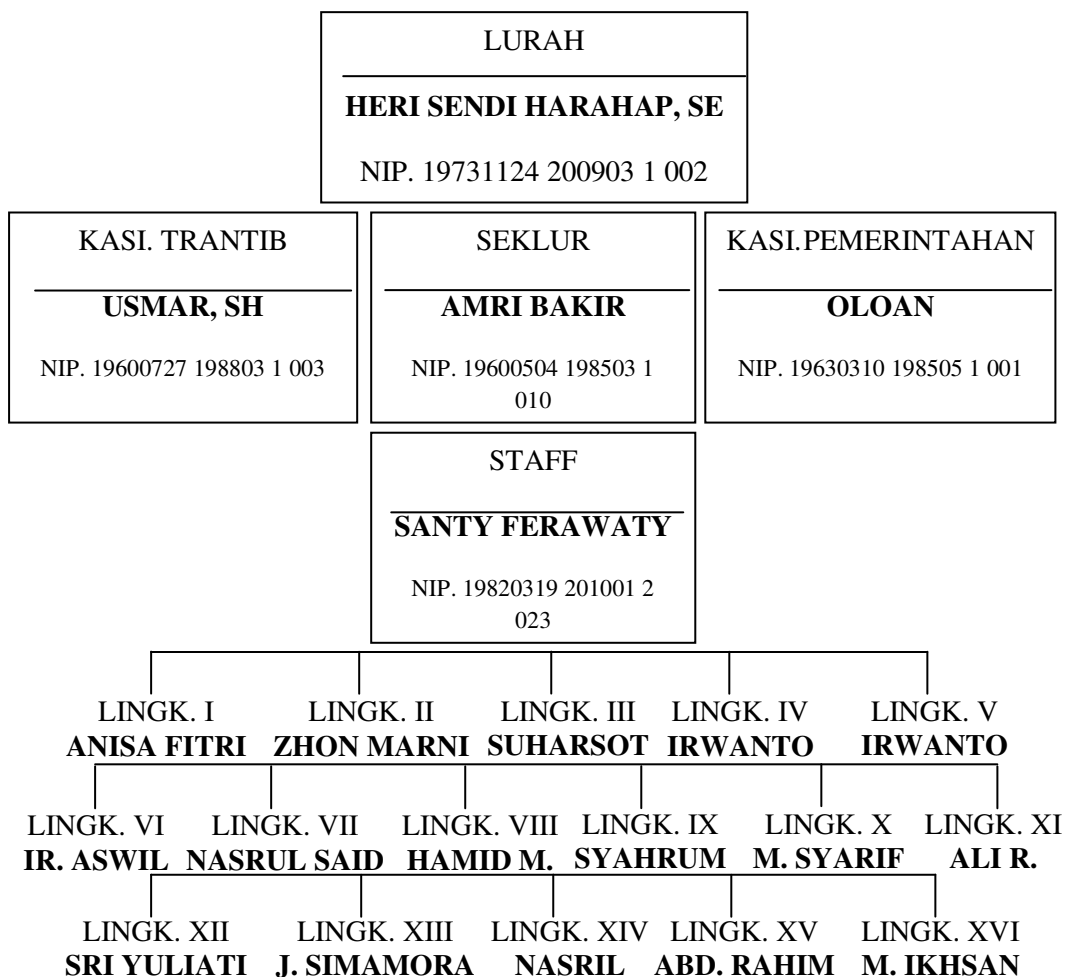 LURAH
HERI SENDI HARAHAP, SE
NIP. 19731124 200903 1 002
KASI. TRANTIB
USMAR, SH
NIP. 19600727 198803 1 003
SEKLUR
AMRI BAKIR
NIP. 19600504 198503 1
010
KASI.PEMERINTAHAN
OLOAN
NIP. 19630310 198505 1 001
STAFF
SANTY FERAWATY
NIP. 19820319 201001 2
023
LINGK. I
ANISA FITRI
LINGK. II
ZHON MARNI
LINGK. III
SUHARSOT
LINGK. IV
IRWANTO
LINGK. V
IRWANTO
LINGK. VI
IR. ASWIL
LINGK. VII
NASRUL SAID
LINGK. VIII
HAMID M.
LINGK. IX
SYAHRUM
LINGK. X
M. SYARIF
LINGK. XI
ALI R.
LINGK. XII
SRI YULIATI
LINGK. XIII
J. SIMAMORA
LINGK. XIV
NASRIL
LINGK. XV
ABD. RAHIM
LINGK. XVI
M. IKHSAN